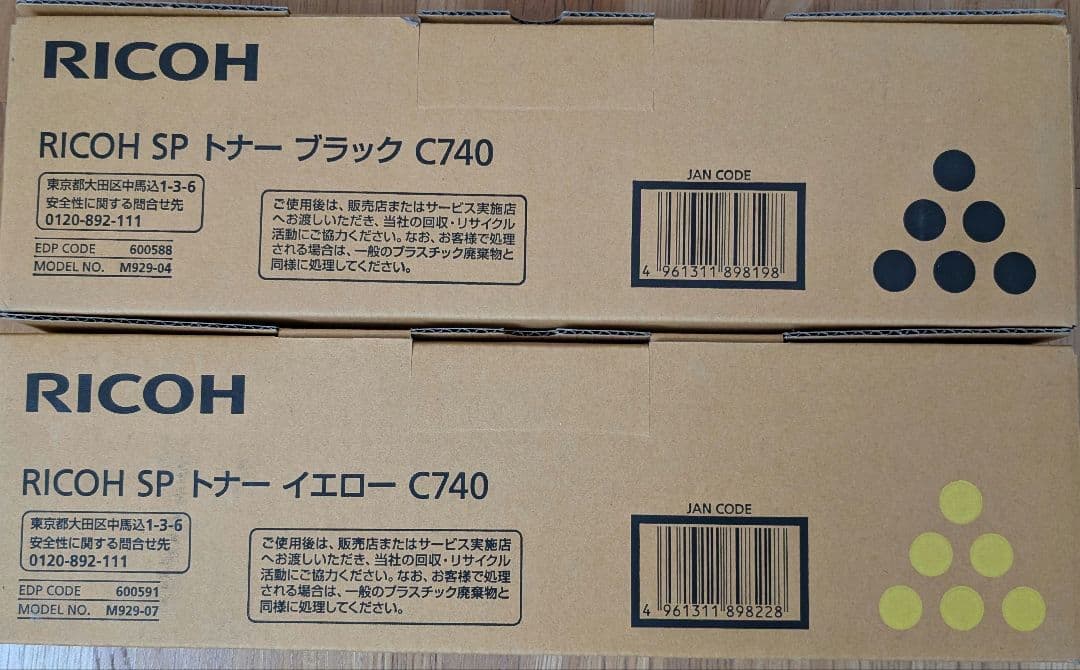 RICOH
RICOH SP トナー ブラック C740
東京都大田区中馬込1-3-6
安全性に関する問合せ先
0120-892-111
EDP CODE 600588
MODEL NO. M929-04
ご使用後は、販売店またはサービス実施店
へお渡しいただき、当社の回収・リサイクル
活動にご協力ください。なお、お客様で処理
される場合は、一般のプラスチック廃棄物と
同様に処理してください。
JAN CODE
4 961311 898198
RICOH
RICOH SP トナー イエロー C740
東京都大田区中馬込1-3-6
安全性に関する問合せ先
0120-892-111
EDP CODE 600591
MODEL NO. M929-07
ご使用後は、販売店またはサービス実施店
へお渡しいただき、当社の回収・リサイクル
活動にご協力ください。なお、お客様で処理
される場合は、一般のプラスチック廃棄物と
同様に処理してください。
JAN CODE
4 961311 898228